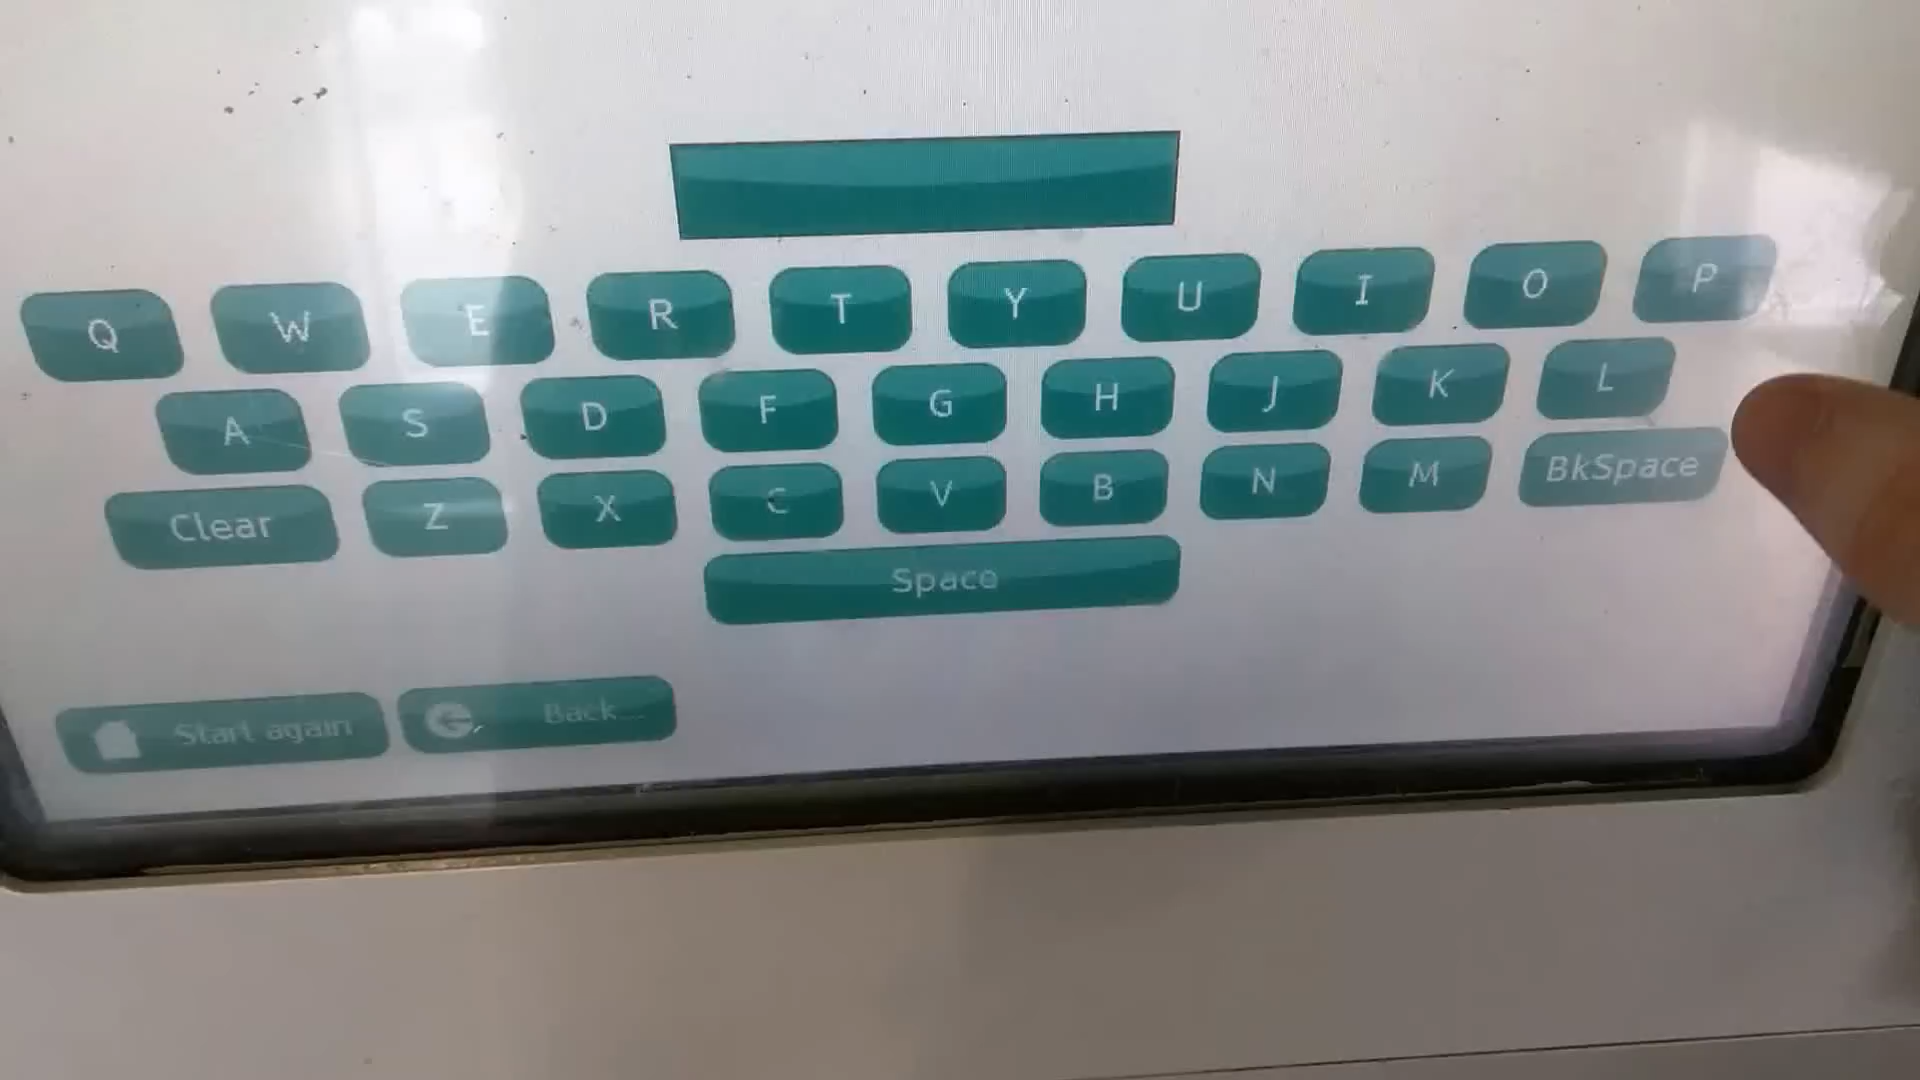 Q W E R T Y U I O P
A S D F G H J K L
Clear Z X C V B N M BkSpace
Space
Start again Back...